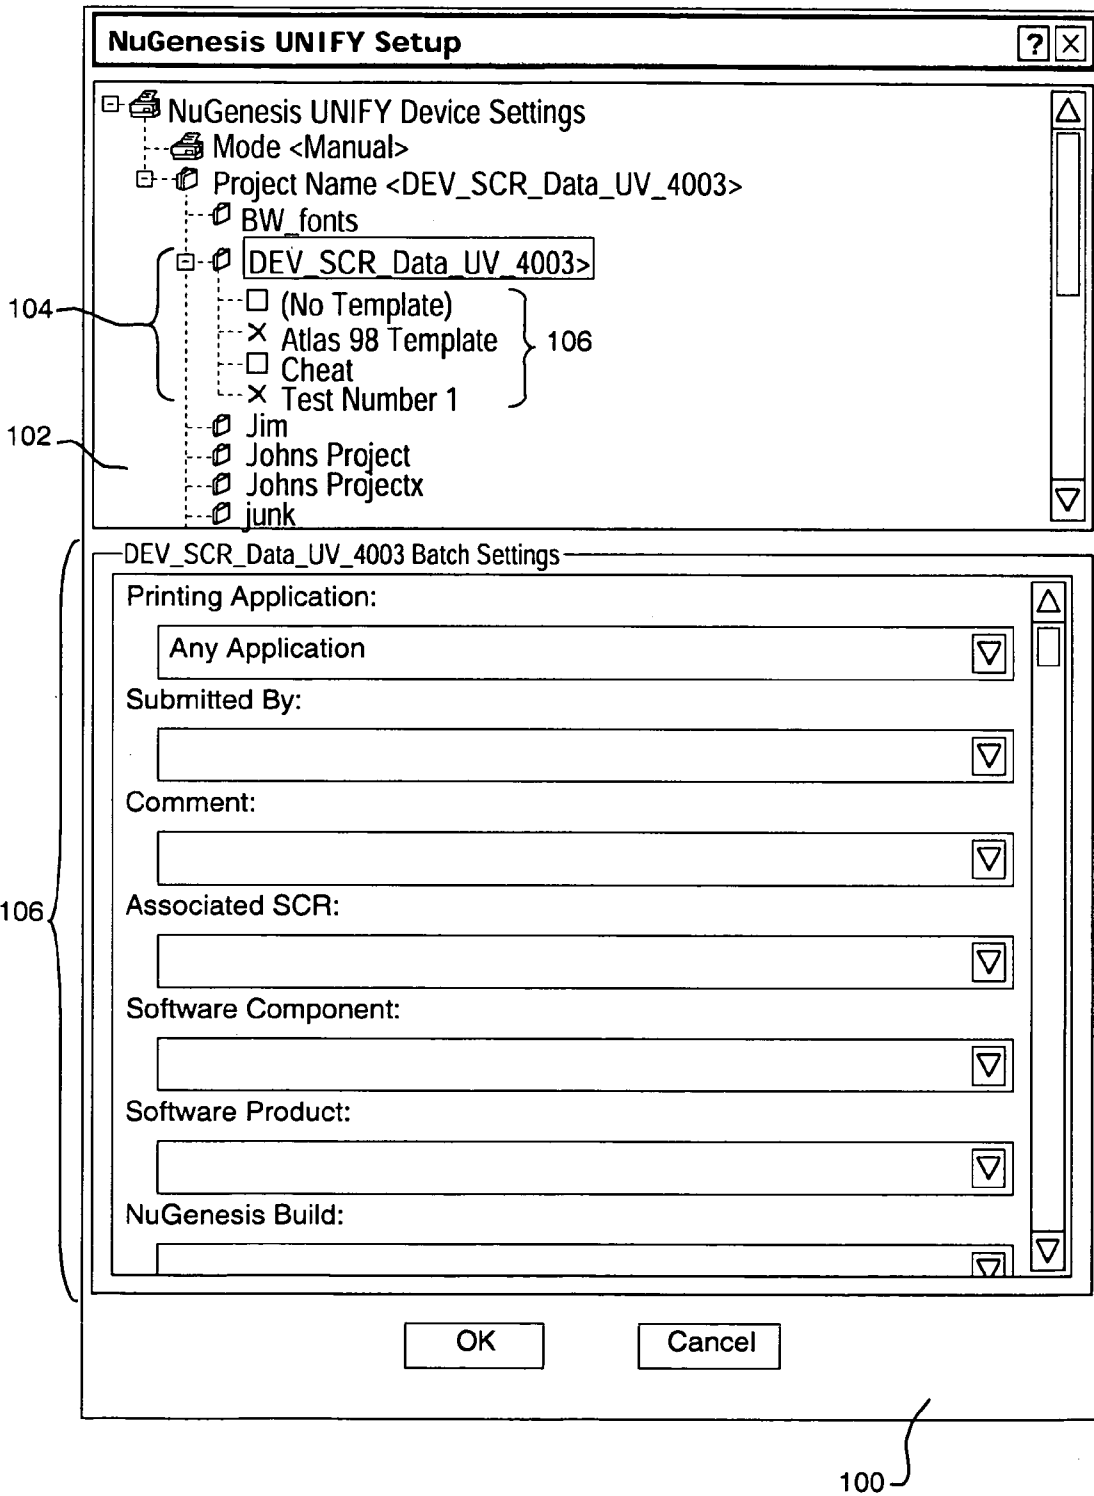 NuGenesis UNIFY Setup
? X
NuGenesis UNIFY Device Settings
Mode <Manual>
Project Name <DEV_SCR_Data_UV_4003>
BW_fonts
DEV_SCR_Data_UV_4003>
104
(No Template)
Atlas 98 Template
106
Cheat
Test Number 1
Jim
102
Johns Project
Johns Projectx
junk
DEV_SCR_Data_UV_4003 Batch Settings
Printing Application:
Any Application
Submitted By:
Comment:
106
Associated SCR:
Software Component:
Software Product:
NuGenesis Build:
OK Cancel
100